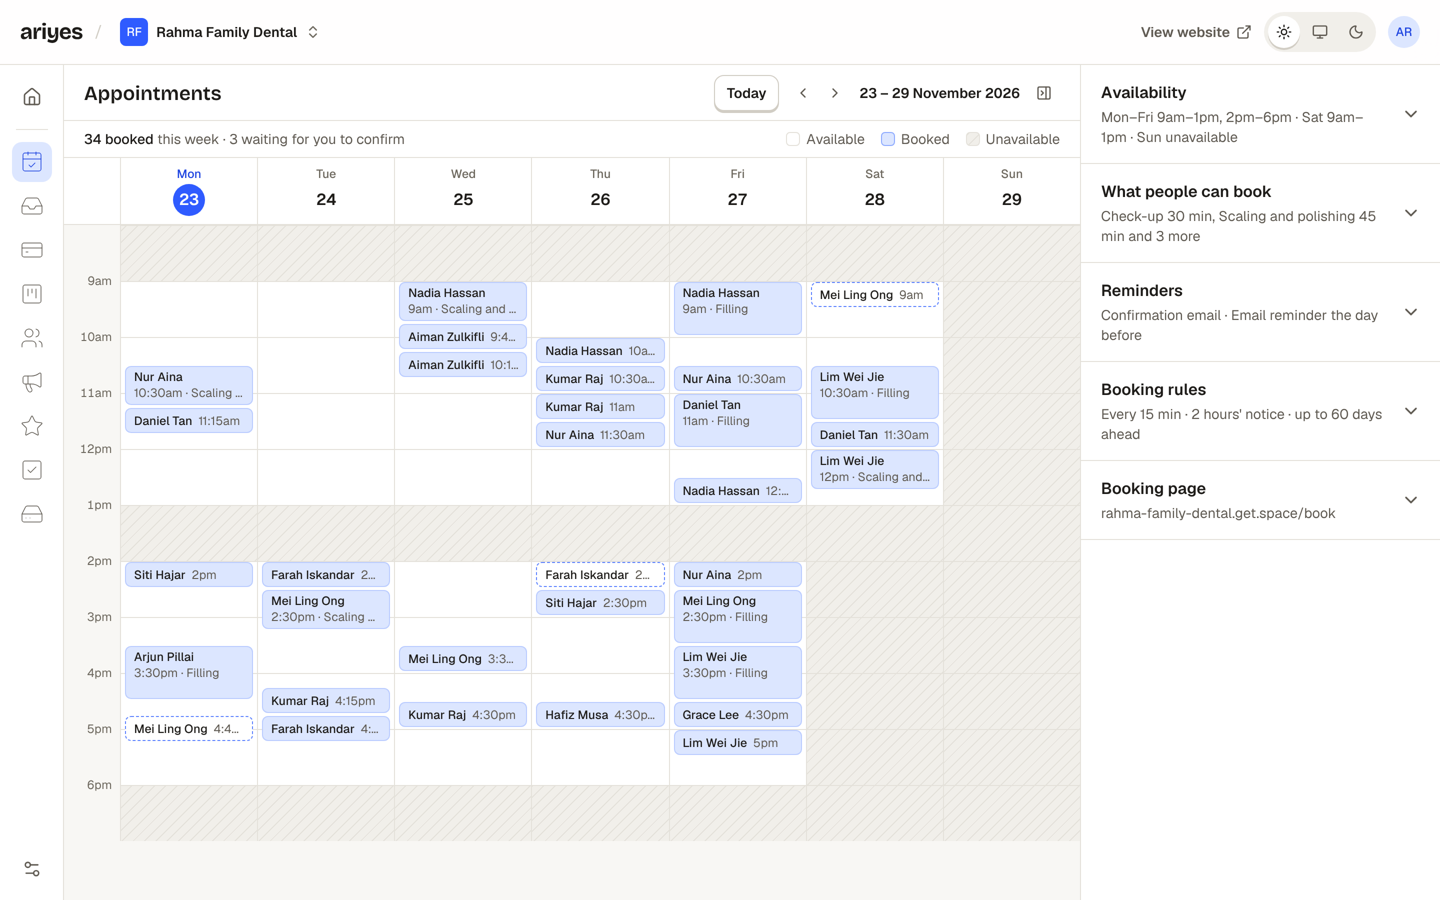 ariyes / RF Rahma Family Dental
View website
AR
Appointments
Today
23 – 29 November 2026
34 booked this week · 3 waiting for you to confirm
Available
Booked
Unavailable
Mon
23
Tue
24
Wed
25
Thu
26
Fri
27
Sat
28
Sun
29
9am
10am
11am
12pm
1pm
2pm
3pm
4pm
5pm
6pm
Nur Aina
10:30am · Scaling ...
Daniel Tan 11:15am
Siti Hajar 2pm
Arjun Pillai
3:30pm · Filling
Mei Ling Ong 4:4...
Farah Iskandar 2...
Mei Ling Ong
2:30pm · Scaling ...
Kumar Raj 4:15pm
Farah Iskandar 4:...
Nadia Hassan
9am · Scaling and ...
Aiman Zulkifli 9:4...
Aiman Zulkifli 10:1...
Mei Ling Ong 3:3...
Kumar Raj 4:30pm
Nadia Hassan 10a...
Kumar Raj 10:30a...
Kumar Raj 11am
Nur Aina 11:30am
Farah Iskandar 2...
Siti Hajar 2:30pm
Hafiz Musa 4:30p...
Nadia Hassan
9am · Filling
Nur Aina 10:30am
Daniel Tan
11am · Filling
Nadia Hassan 12:...
Nur Aina 2pm
Mei Ling Ong
2:30pm · Filling
Lim Wei Jie
3:30pm · Filling
Grace Lee 4:30pm
Lim Wei Jie 5pm
Mei Ling Ong 9am
Lim Wei Jie
10:30am · Filling
Daniel Tan 11:30am
Lim Wei Jie
12pm · Scaling and...
Availability
Mon–Fri 9am–1pm, 2pm–6pm · Sat 9am–
1pm · Sun unavailable
What people can book
Check-up 30 min, Scaling and polishing 45
min and 3 more
Reminders
Confirmation email · Email reminder the day
before
Booking rules
Every 15 min · 2 hours' notice · up to 60 days
ahead
Booking page
rahma-family-dental.get.space/book